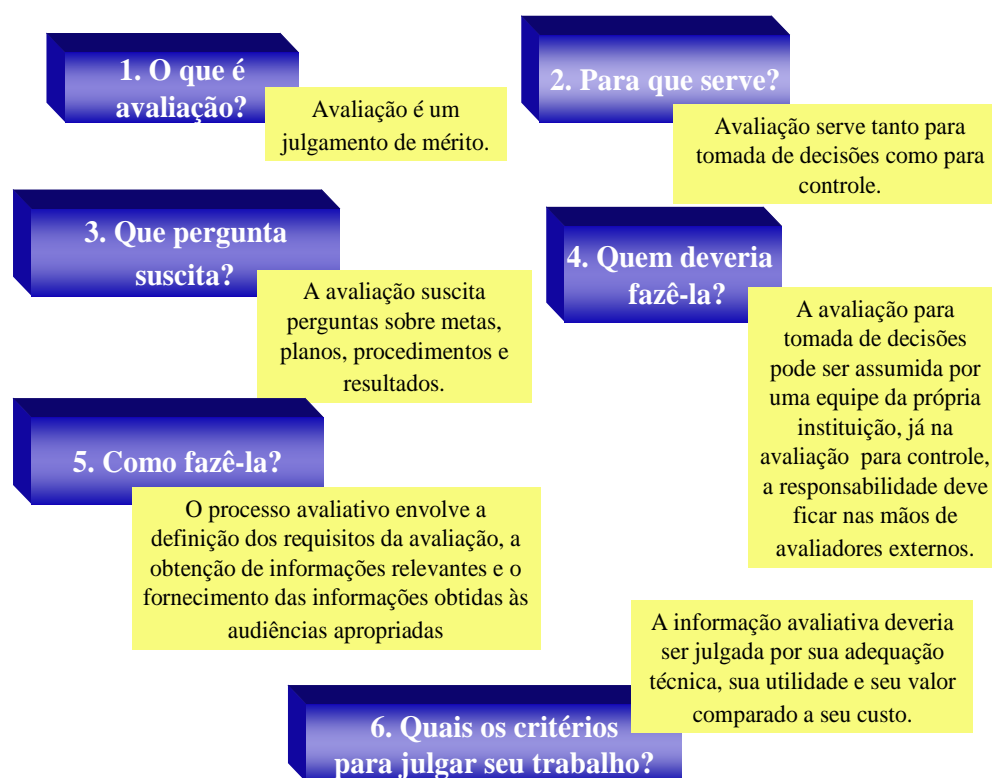 1. O que é
avaliação?
Avaliação é um
julgamento de mérito.
2. Para que serve?
Avaliação serve tanto para
tomada de decisões como para
controle.
3. Que pergunta
suscita?
A avaliação suscita
perguntas sobre metas,
planos, procedimentos e
resultados.
4. Quem deveria
fazê-la?
A avaliação para
tomada de decisões
pode ser assumida por
uma equipe da própria
instituição, já na
avaliação para controle,
a responsabilidade deve
ficar nas mãos de
avaliadores externos.
5. Como fazê-la?
O processo avaliativo envolve a
definição dos requisitos da avaliação, a
obtenção de informações relevantes e o
fornecimento das informações obtidas às
audiências apropriadas
6. Quais os critérios
para julgar seu trabalho?
A informação avaliativa deveria
ser julgada por sua adequação
técnica, sua utilidade e seu valor
comparado a seu custo.